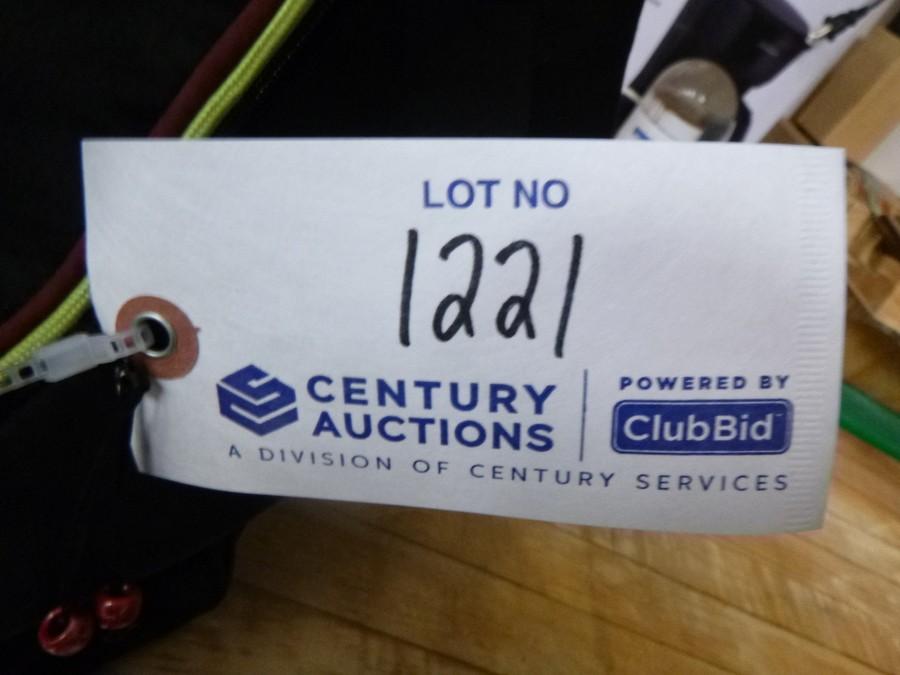 LOT NO
1221
CENTURY AUCTIONS
POWERED BY
ClubBid
A DIVISION OF CENTURY SERVICES